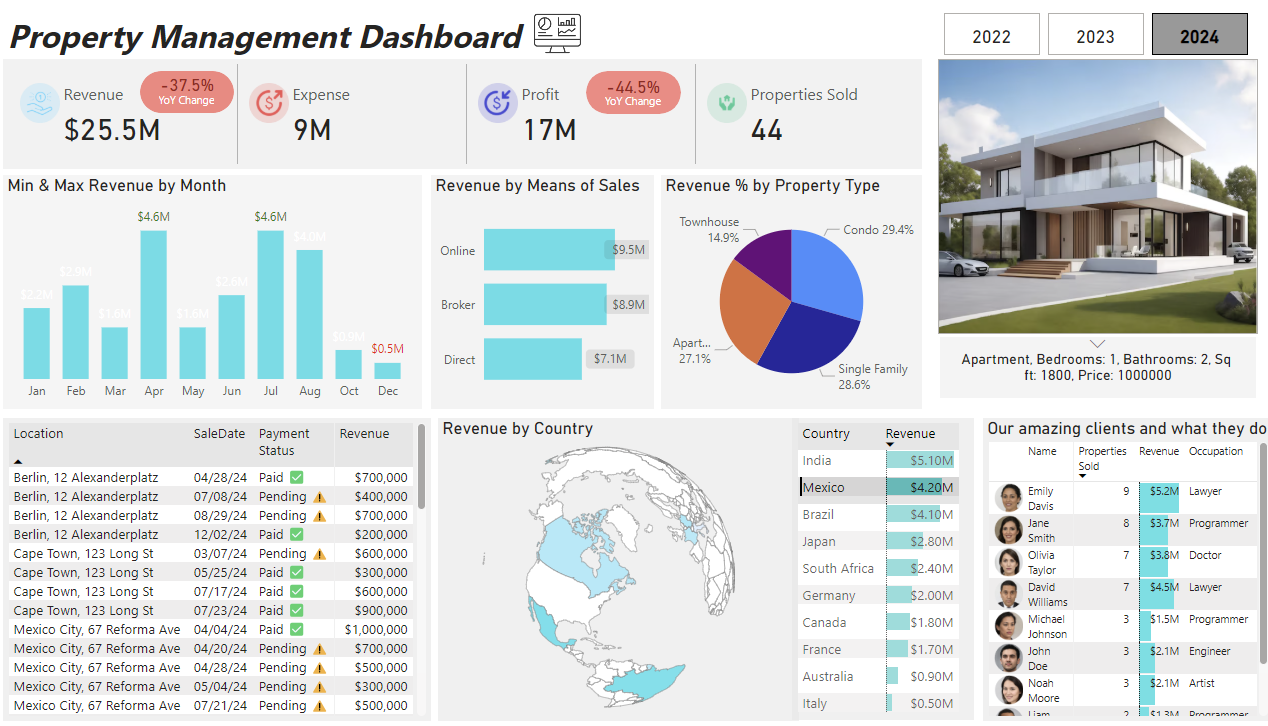 Property Management Dashboard
2022
2023
2024
Revenue
$25.5M
-37.5%
YoY Change
Expense
9M
Profit
17M
-44.5%
YoY Change
Properties Sold
44
Min & Max Revenue by Month
$2.2M
$2.9M
$1.6M
$4.6M
$1.6M
$2.6M
$4.6M
$4.0M
$0.9M
$0.5M
Jan Feb Mar Apr May Jun Jul Aug Oct Dec
Revenue by Means of Sales
Online $9.5M
Broker $8.9M
Direct $7.1M
Revenue % by Property Type
Townhouse
14.9%
Condo 29.4%
Apart...
27.1%
Single Family
28.6%
Apartment, Bedrooms: 1, Bathrooms: 2, Sq
ft: 1800, Price: 1000000
Location SaleDate Payment Status Revenue
Berlin, 12 Alexanderplatz 04/28/24 Paid ✅ $700,000
Berlin, 12 Alexanderplatz 07/08/24 Pending ⚠ $400,000
Berlin, 12 Alexanderplatz 08/29/24 Pending ⚠ $700,000
Berlin, 12 Alexanderplatz 12/02/24 Paid ✅ $200,000
Cape Town, 123 Long St 03/07/24 Pending ⚠ $600,000
Cape Town, 123 Long St 05/25/24 Paid ✅ $300,000
Cape Town, 123 Long St 07/17/24 Paid ✅ $600,000
Cape Town, 123 Long St 07/23/24 Paid ✅ $900,000
Mexico City, 67 Reforma Ave 04/04/24 Paid ✅ $1,000,000
Mexico City, 67 Reforma Ave 04/20/24 Pending ⚠ $700,000
Mexico City, 67 Reforma Ave 04/28/24 Pending ⚠ $500,000
Mexico City, 67 Reforma Ave 05/04/24 Pending ⚠ $300,000
Mexico City, 67 Reforma Ave 07/21/24 Pending ⚠ $500,000
Revenue by Country
i
Country Revenue
India $5.10M
Mexico $4.20M
Brazil $4.10M
Japan $2.80M
South Africa $2.40M
Germany $2.00M
Canada $1.80M
France $1.70M
Australia $0.90M
Italy $0.50M
Our amazing clients and what they do
Name Properties Sold Revenue Occupation
Emily Davis 9 $5.2M Lawyer
Jane Smith 8 $3.7M Programmer
Olivia Taylor 7 $3.8M Doctor
David Williams 7 $4.5M Lawyer
Michael Johnson 3 $1.5M Programmer
John Doe 3 $2.1M Engineer
Noah Moore 3 $2.1M Artist
Liam 2 $1.3M Programmer